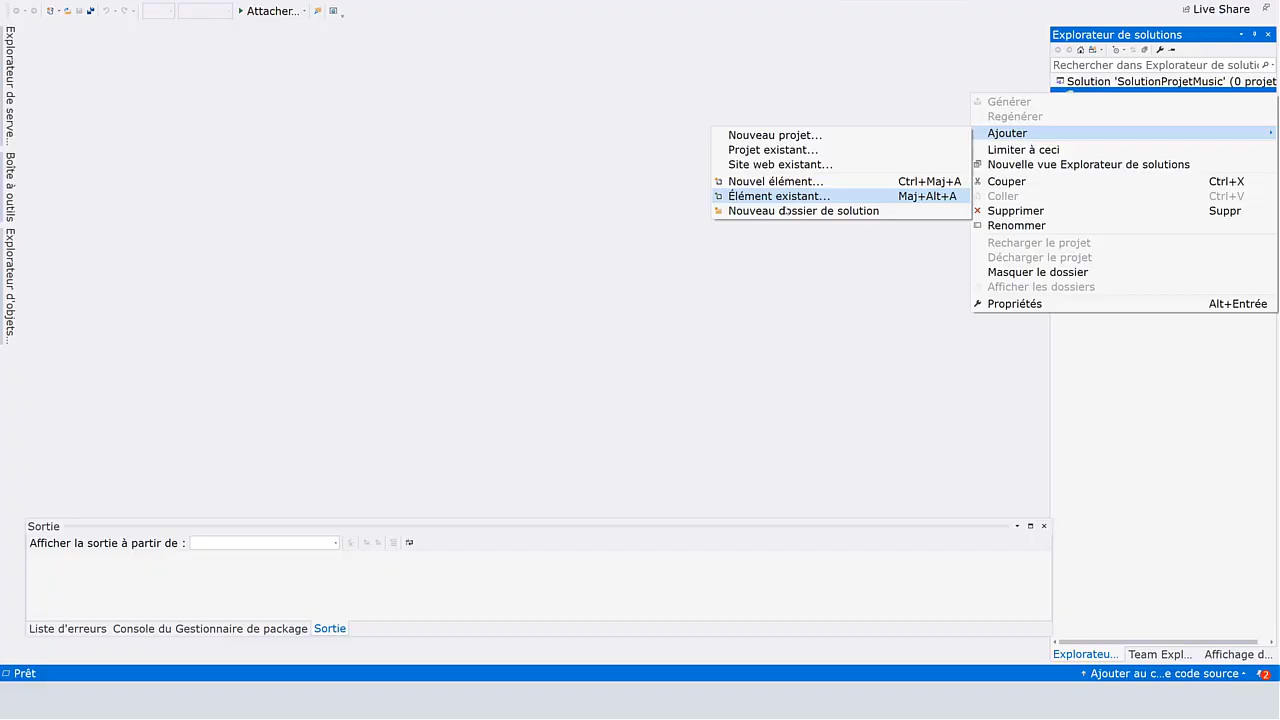 Attacher...
Live Share
Explorateur de serve...
Boîte à outils
Explorateur d'objets...
Explorateur de solutions
Rechercher dans Explorateur de soluti
Solution 'SolutionProjetMusic' (0 projet
Générer
Regénérer
Ajouter
Limiter à ceci
Nouvelle vue Explorateur de solutions
Couper Ctrl+X
Coller Ctrl+V
Supprimer Suppr
Renommer
Recharger le projet
Décharger le projet
Masquer le dossier
Afficher les dossiers
Propriétés Alt+Entrée
Nouveau projet...
Projet existant...
Site web existant...
Nouvel élément... Ctrl+Maj+A
Élément existant... Maj+Alt+A
Nouveau dossier de solution
Sortie
Afficher la sortie à partir de :
Liste d'erreurs Console du Gestionnaire de package Sortie
Explorateu... Team Expl... Affichage d...
Prêt
Ajouter au c...e code source
2